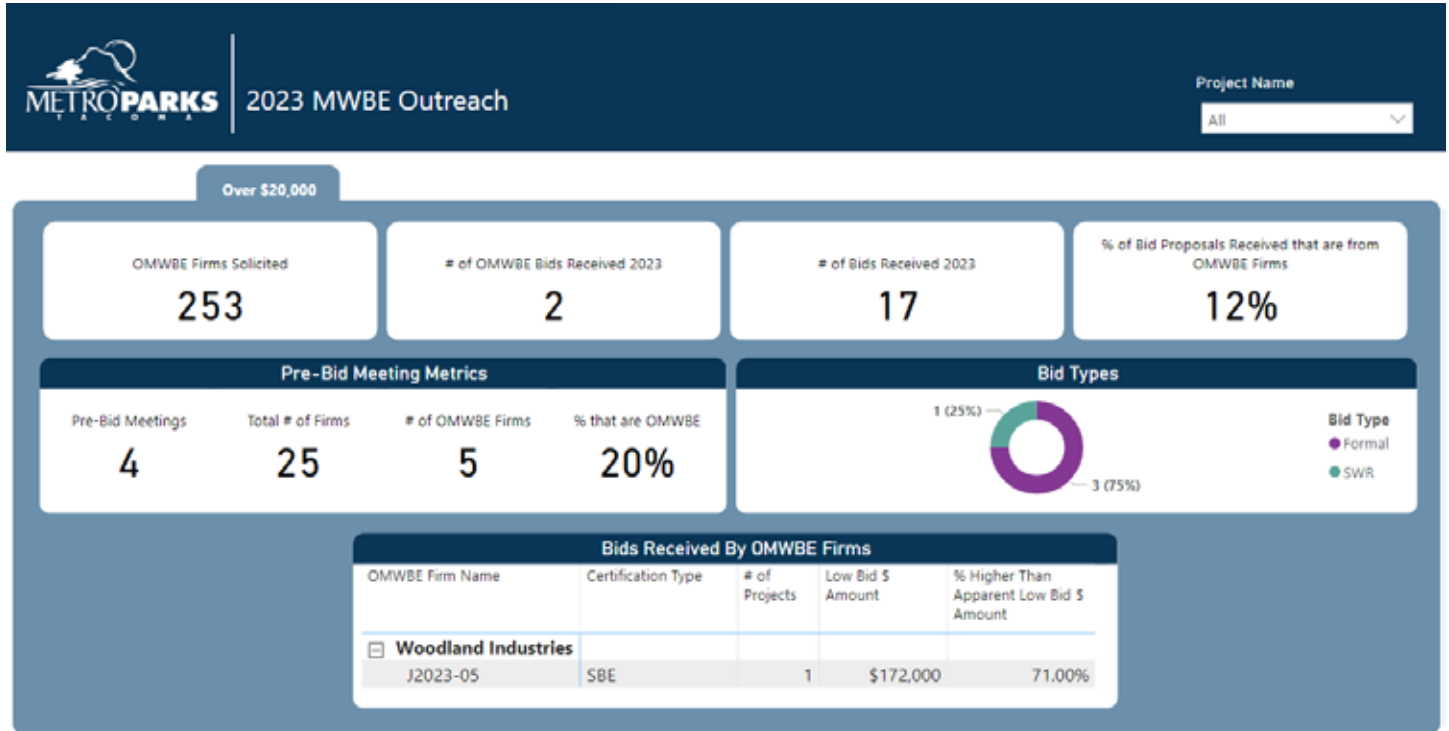 METROPARKS
TACOMA
2023 MWBE Outreach
Project Name
All
Over $20,000
OMWBE Firms Solicited
253
# of OMWBE Bids Received 2023
2
# of Bids Received 2023
17
% of Bid Proposals Received that are from
OMWBE Firms
12%
Pre-Bid Meeting Metrics
Pre-Bid Meetings
4
Total # of Firms
25
# of OMWBE Firms
5
% that are OMWBE
20%
Bid Types
1 (25%)
3 (75%)
Bid Type
Formal
SWR
Bids Received By OMWBE Firms
OMWBE Firm Name
Certification Type
# of
Projects
Low Bid $
Amount
% Higher Than
Apparent Low Bid $
Amount
Woodland Industries
J2023-05 SBE 1 $172,000 71.00%